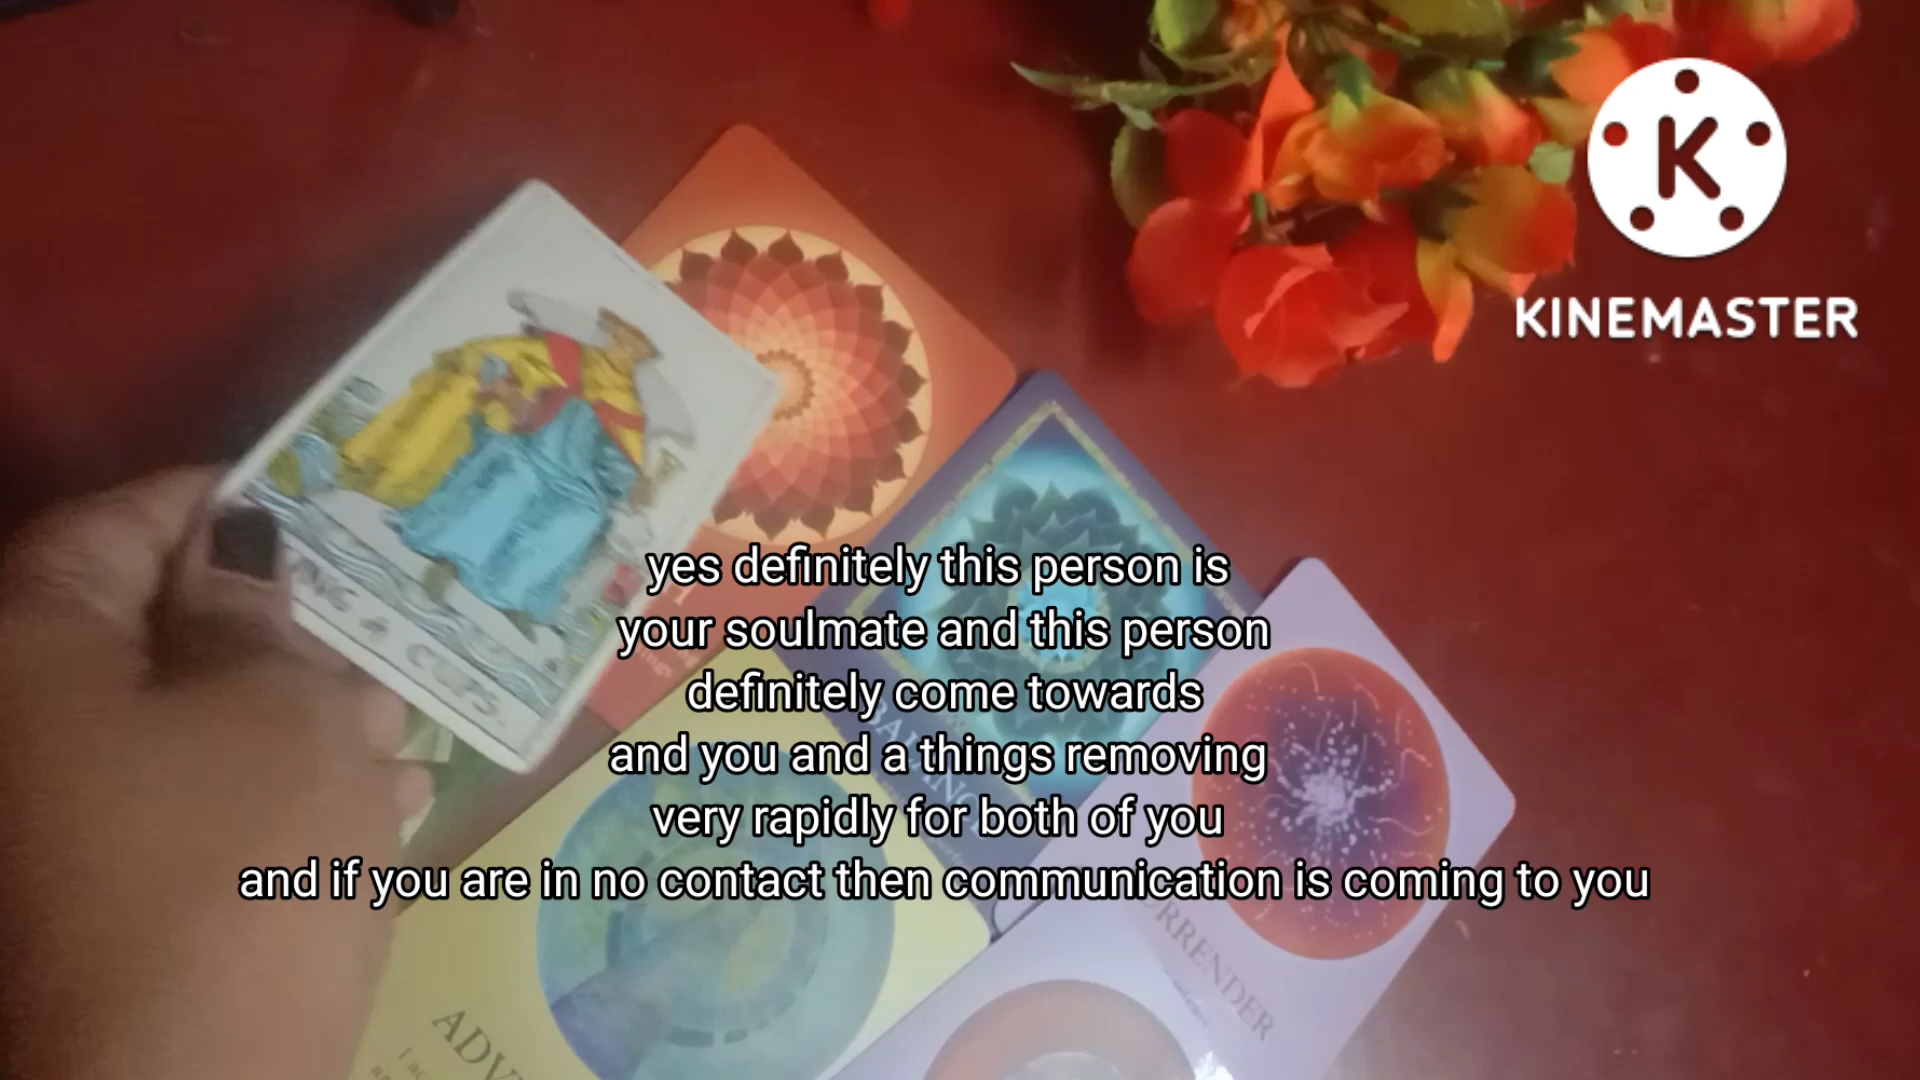 KINEMASTER
yes definitely this person is
your soulmate and this person
definitely come towards
and you and a things removing
very rapidly for both of you
and if you are in no contact then communication is coming to you
CUPS.
BALANCE
RRENDER
ADV